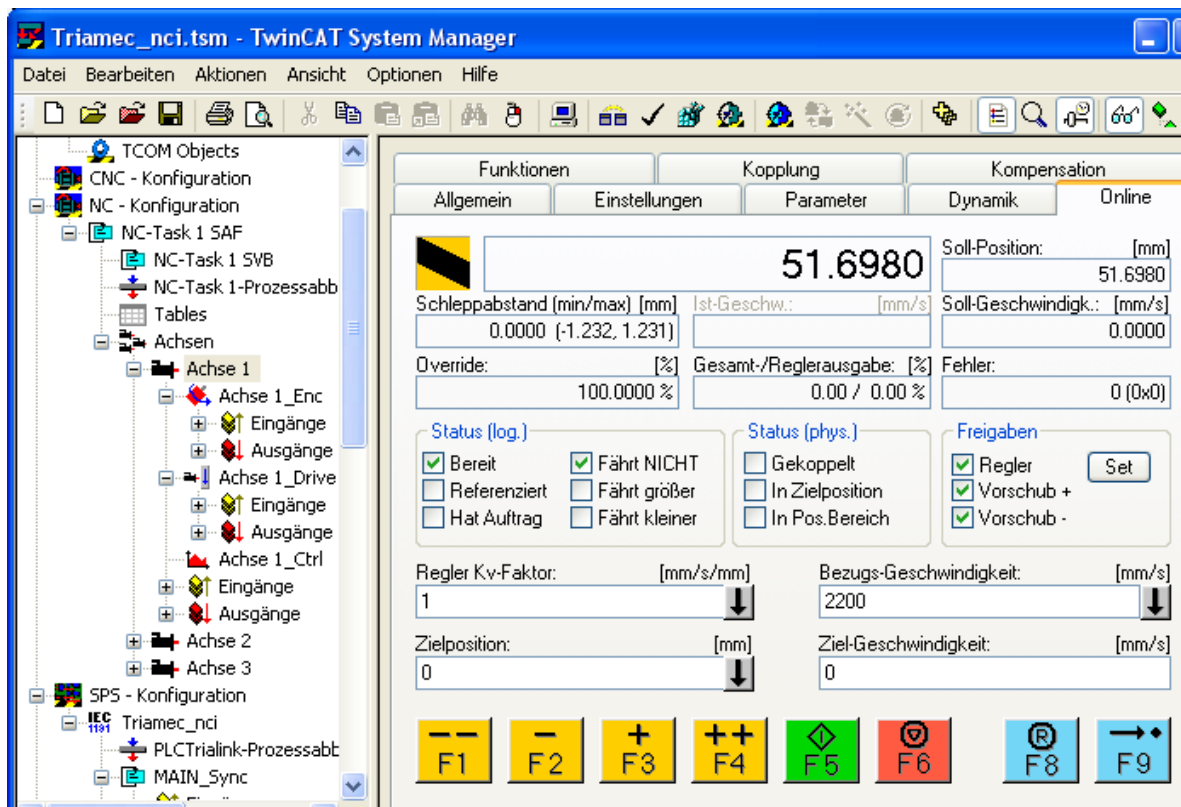 Triamec_nci.tsm - TwinCAT System Manager
Datei Bearbeiten Aktionen Ansicht Optionen Hilfe
TCOM Objects
CNC - Konfiguration
NC - Konfiguration
NC-Task 1 SAF
NC-Task 1 SVB
NC-Task 1-Prozessabb
Tables
Achsen
Achse 1
Achse 1_Enc
Eingänge
Ausgänge
Achse 1_Drive
Eingänge
Ausgänge
Achse 1_Ctrl
Eingänge
Ausgänge
Achse 2
Achse 3
SPS - Konfiguration
IEC 1131 Triamec_nci
PLCTrialink-Prozessabb
MAIN_Sync
Funktionen Kopplung Kompensation
Allgemein Einstellungen Parameter Dynamik Online
51.6980
Soll-Position: [mm]
51.6980
Schleppabstand (min/max) [mm] Ist-Geschw.: [mm/s] Soll-Geschwindigk.: [mm/s]
0.0000 (-1.232, 1.231) 0.0000
Override: [%] Gesamt-/Reglerausgabe: [%] Fehler:
100.0000 % 0.00 / 0.00 % 0 (0x0)
Status (log.) Status (phys.) Freigaben
Bereit Fährt NICHT Gekoppelt Regler Set
Referenziert Fährt größer In Zielposition Vorschub +
Hat Auftrag Fährt kleiner In Pos.Bereich Vorschub -
Regler Kv-Faktor: [mm/s/mm] Bezugs-Geschwindigkeit: [mm/s]
1 2200
Zielposition: [mm] Ziel-Geschwindigkeit: [mm/s]
0 0
-- - + ++ R
F1 F2 F3 F4 F5 F6 F8 F9